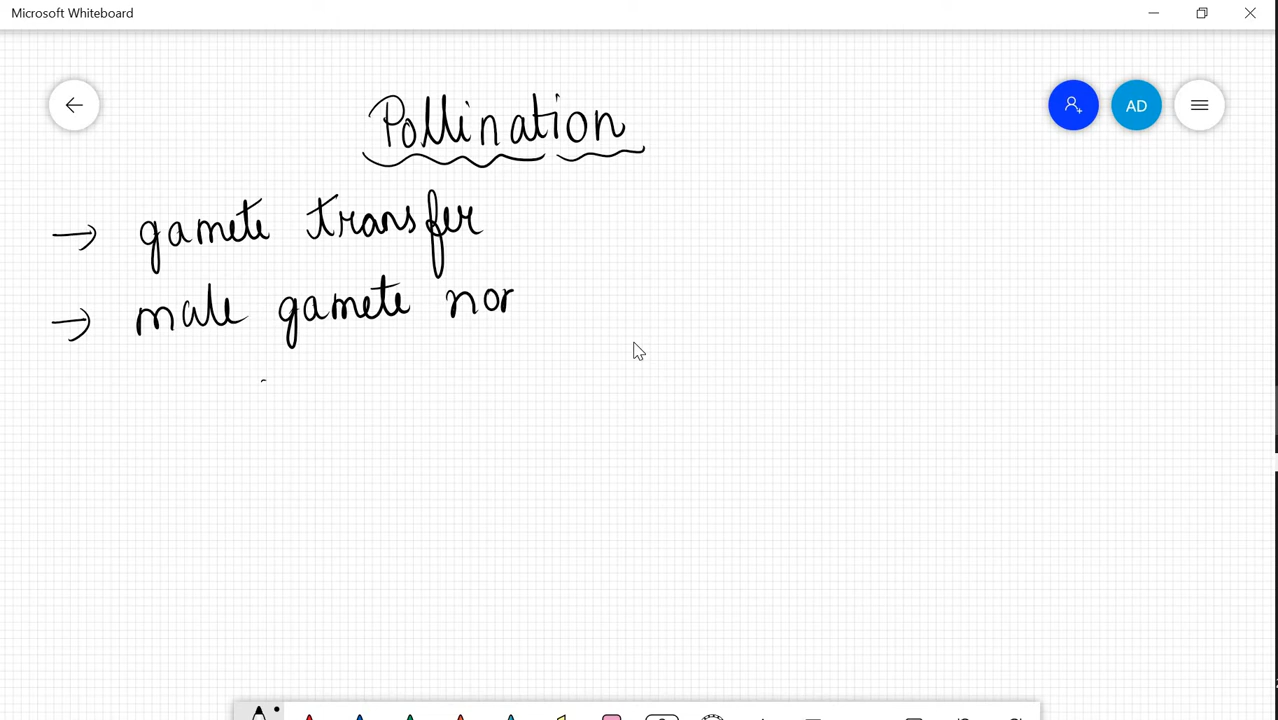 Microsoft Whiteboard
AD
Pollination
→ gamete transfer
→ male gamete nor